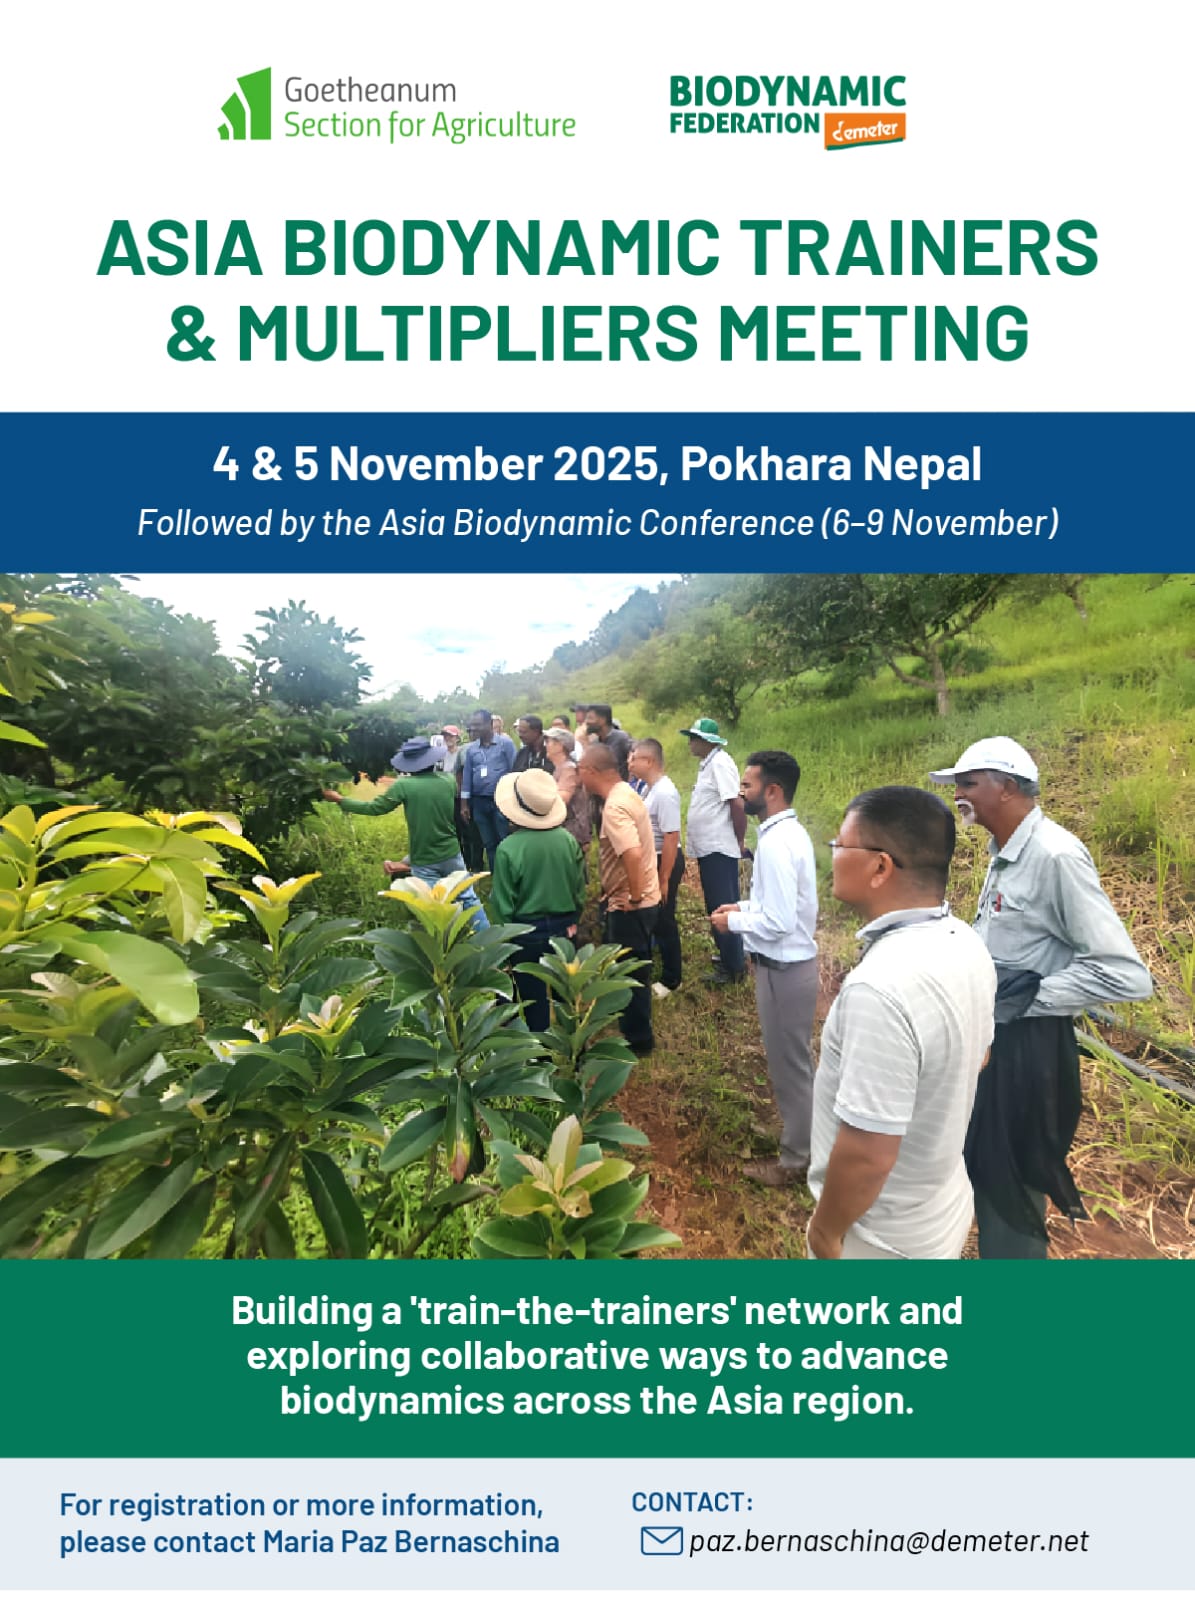 Goetheanum
Section for Agriculture
BIODYNAMIC
FEDERATION demeter
ASIA BIODYNAMIC TRAINERS
& MULTIPLIERS MEETING
4 & 5 November 2025, Pokhara Nepal
Followed by the Asia Biodynamic Conference (6–9 November)
Building a 'train-the-trainers' network and
exploring collaborative ways to advance
biodynamics across the Asia region.
For registration or more information,
please contact Maria Paz Bernaschina
CONTACT:
paz.bernaschina@demeter.net